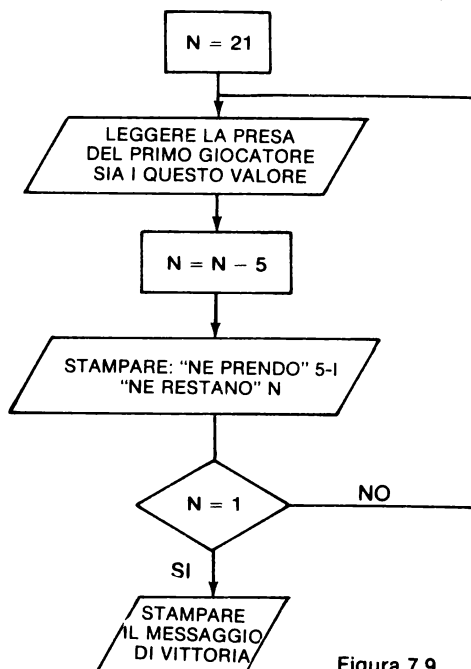 N = 21
LEGGERE LA PRESA
DEL PRIMO GIOCATORE
SIA I QUESTO VALORE
N = N – 5
STAMPARE: “NE PRENDO” 5-I
“NE RESTANO” N
N = 1
NO
SI
STAMPARE
IL MESSAGGIO
DI VITTORIA
Figura 7.9